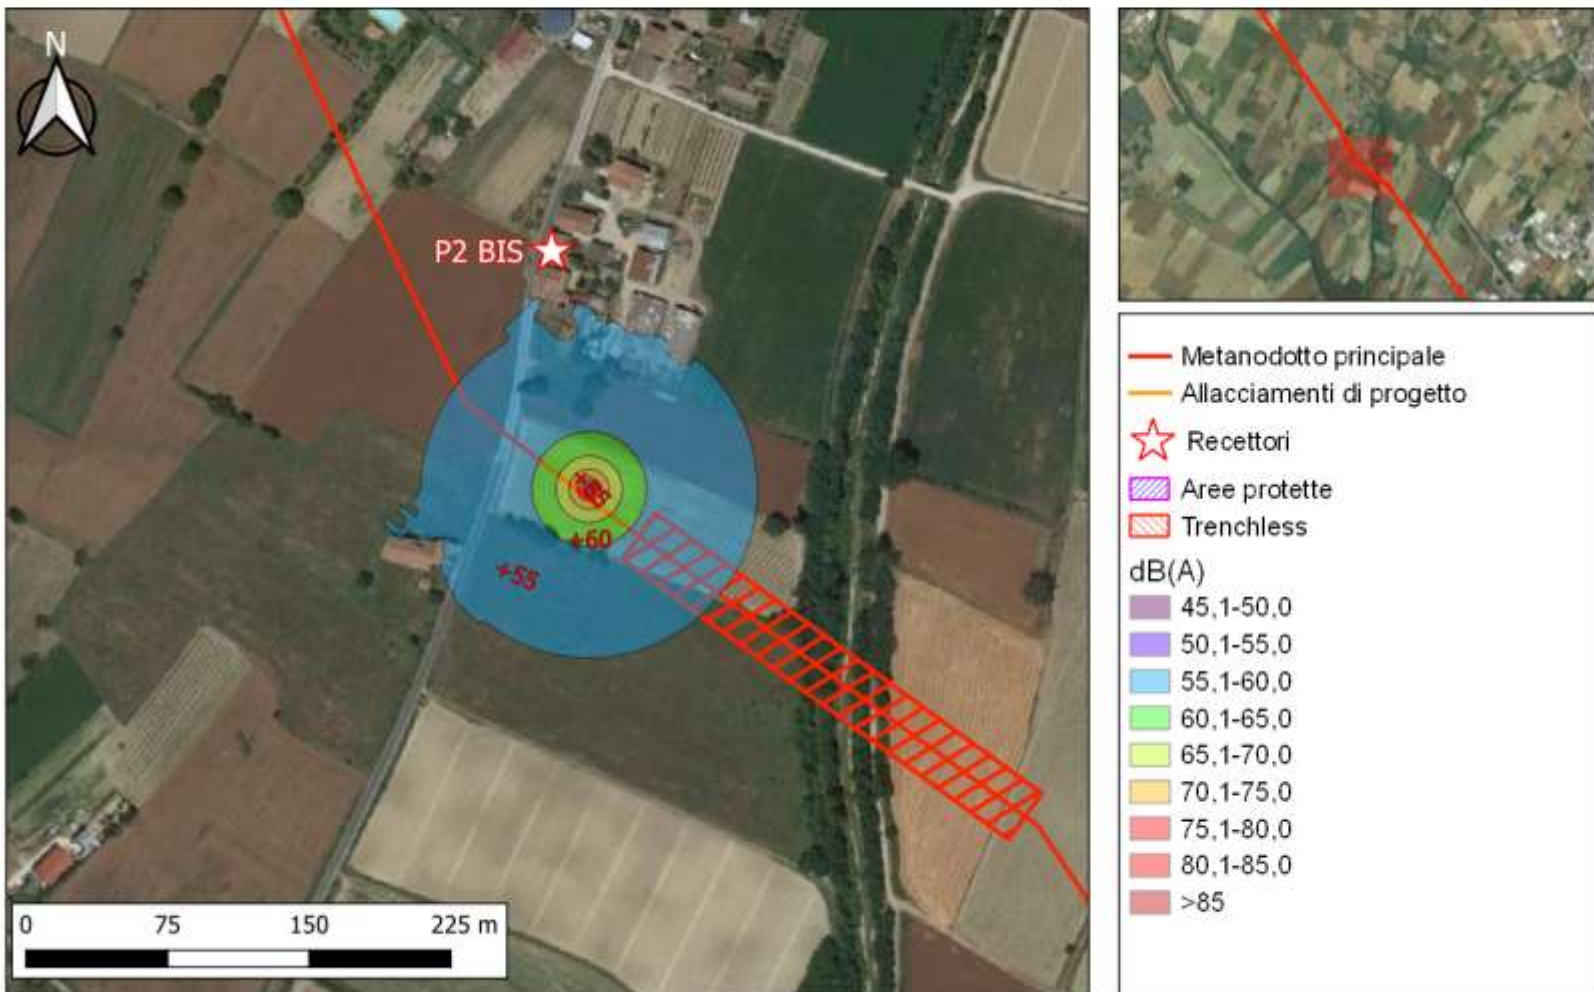 N
P2 BIS
+60
+55
0 75 150 225 m
Metanodotto principale
Allacciamenti di progetto
Recettori
Aree protette
Trenchless
dB(A)
45,1-50,0
50,1-55,0
55,1-60,0
60,1-65,0
65,1-70,0
70,1-75,0
75,1-80,0
80,1-85,0
>85